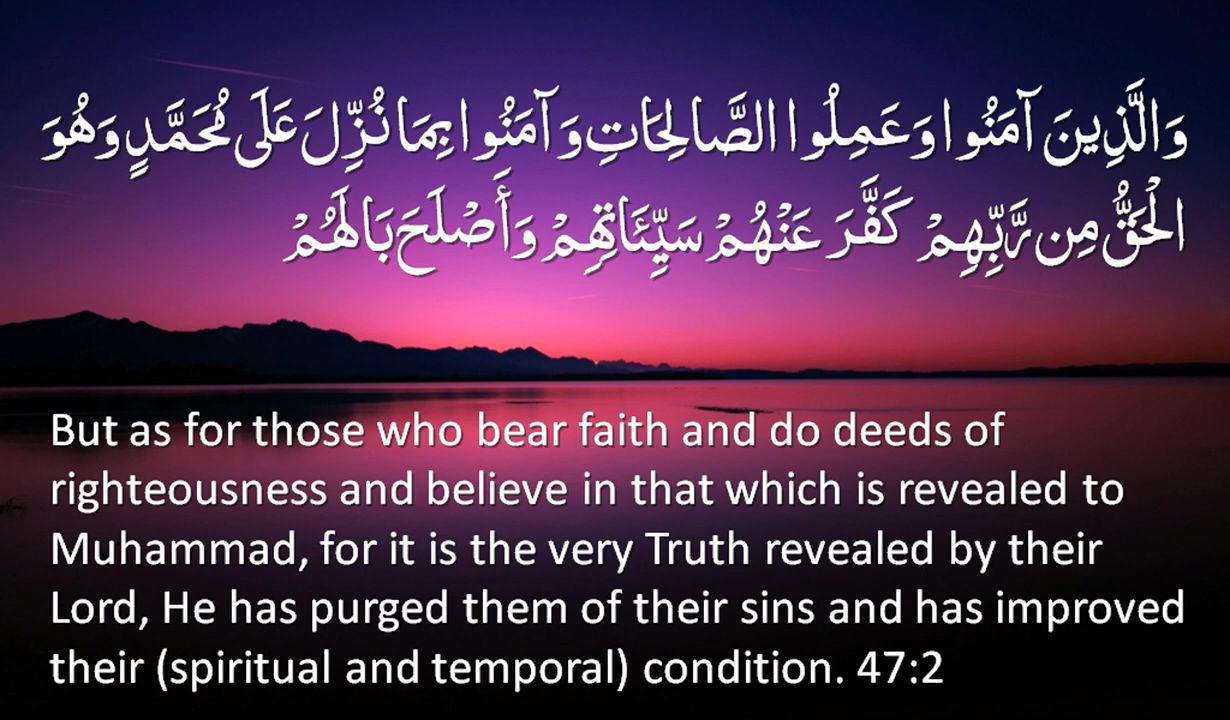 وَالَّذِينَ آمَنُوا وَعَمِلُوا الصَّالِحَاتِ وَآمَنُوا بِمَا نُزِّلَ عَلَى مُحَمَّدٍ وَهُوَ
الْحَقُّ مِن رَّبِّهِمْ كَفَّرَ عَنْهُمْ سَيِّئَاتِهِمْ وَأَصْلَحَ بَالَهُمْ
But as for those who bear faith and do deeds of
righteousness and believe in that which is revealed to
Muhammad, for it is the very Truth revealed by their
Lord, He has purged them of their sins and has improved
their (spiritual and temporal) condition. 47:2